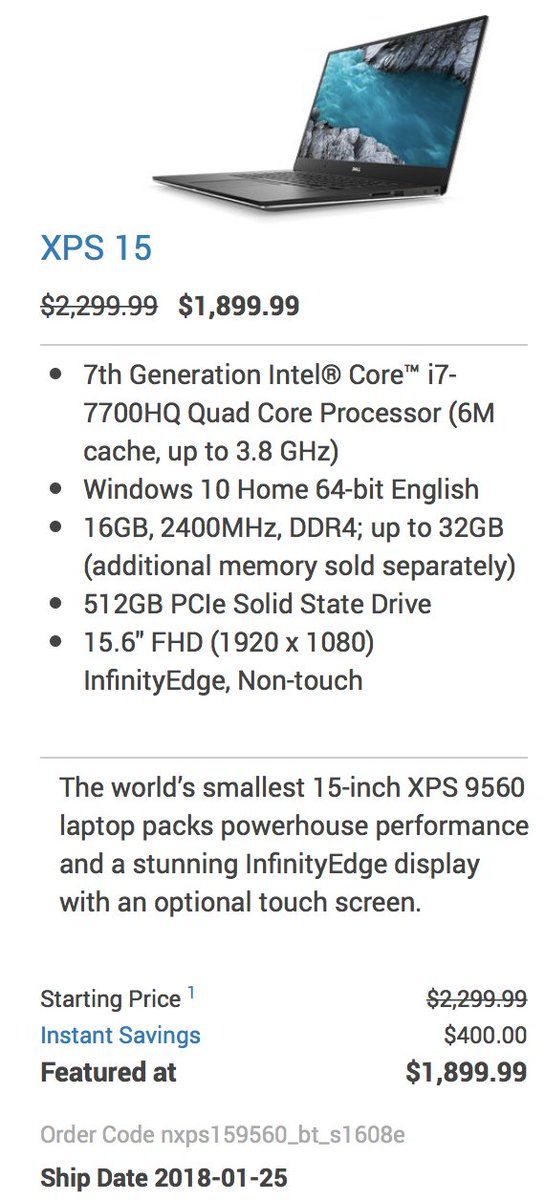 DELL
XPS 15
$2,299.99 $1,899.99
• 7th Generation Intel® Core™ i7-
7700HQ Quad Core Processor (6M
cache, up to 3.8 GHz)
• Windows 10 Home 64-bit English
• 16GB, 2400MHz, DDR4; up to 32GB
(additional memory sold separately)
• 512GB PCIe Solid State Drive
• 15.6" FHD (1920 x 1080)
InfinityEdge, Non-touch
The world’s smallest 15-inch XPS 9560
laptop packs powerhouse performance
and a stunning InfinityEdge display
with an optional touch screen.
Starting Price 1 $2,299.99
Instant Savings $400.00
Featured at $1,899.99
Order Code nxps159560_bt_s1608e
Ship Date 2018-01-25